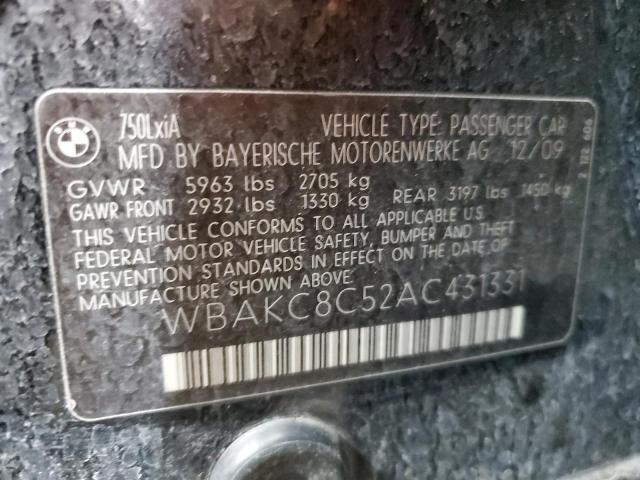 BMW
750LxiA VEHICLE TYPE: PASSENGER CAR
MFD BY BAYERISCHE MOTORENWERKE AG 12/09
GVWR 5963 lbs 2705 kg
GAWR FRONT 2932 lbs 1330 kg REAR 3197 lbs 1450 kg
THIS VEHICLE CONFORMS TO ALL APPLICABLE U.S.
FEDERAL MOTOR VEHICLE SAFETY, BUMPER AND THEFT
PREVENTION STANDARDS IN EFFECT ON THE DATE OF
MANUFACTURE SHOWN ABOVE.
WBAKC8C52AC431331